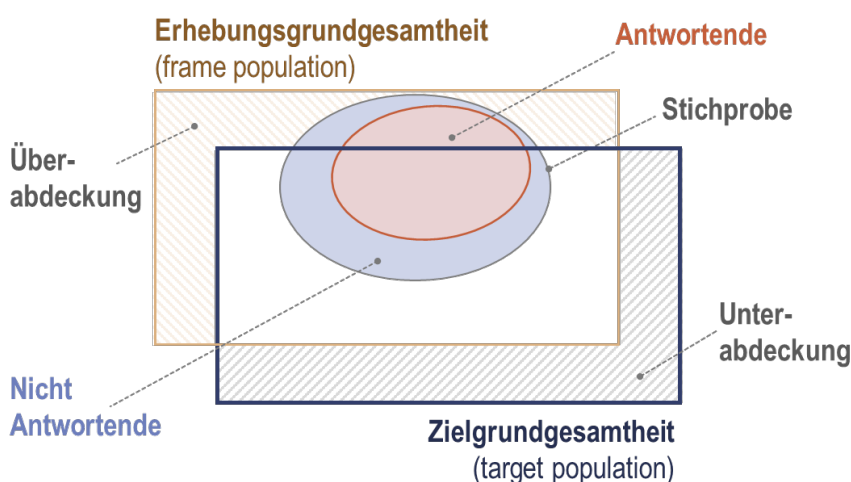 Erhebungsgrundgesamtheit
(frame population)
Antwortende
Stichprobe
Über-
abdeckung
Unter-
abdeckung
Nicht
Antwortende
Zielgrundgesamtheit
(target population)